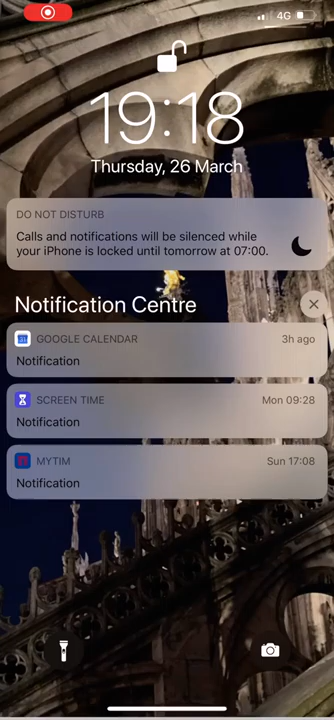 4G
19:18
Thursday, 26 March
DO NOT DISTURB
Calls and notifications will be silenced while
your iPhone is locked until tomorrow at 07:00.
Notification Centre
GOOGLE CALENDAR 3h ago
Notification
SCREEN TIME Mon 09:28
Notification
MYTIM Sun 17:08
Notification